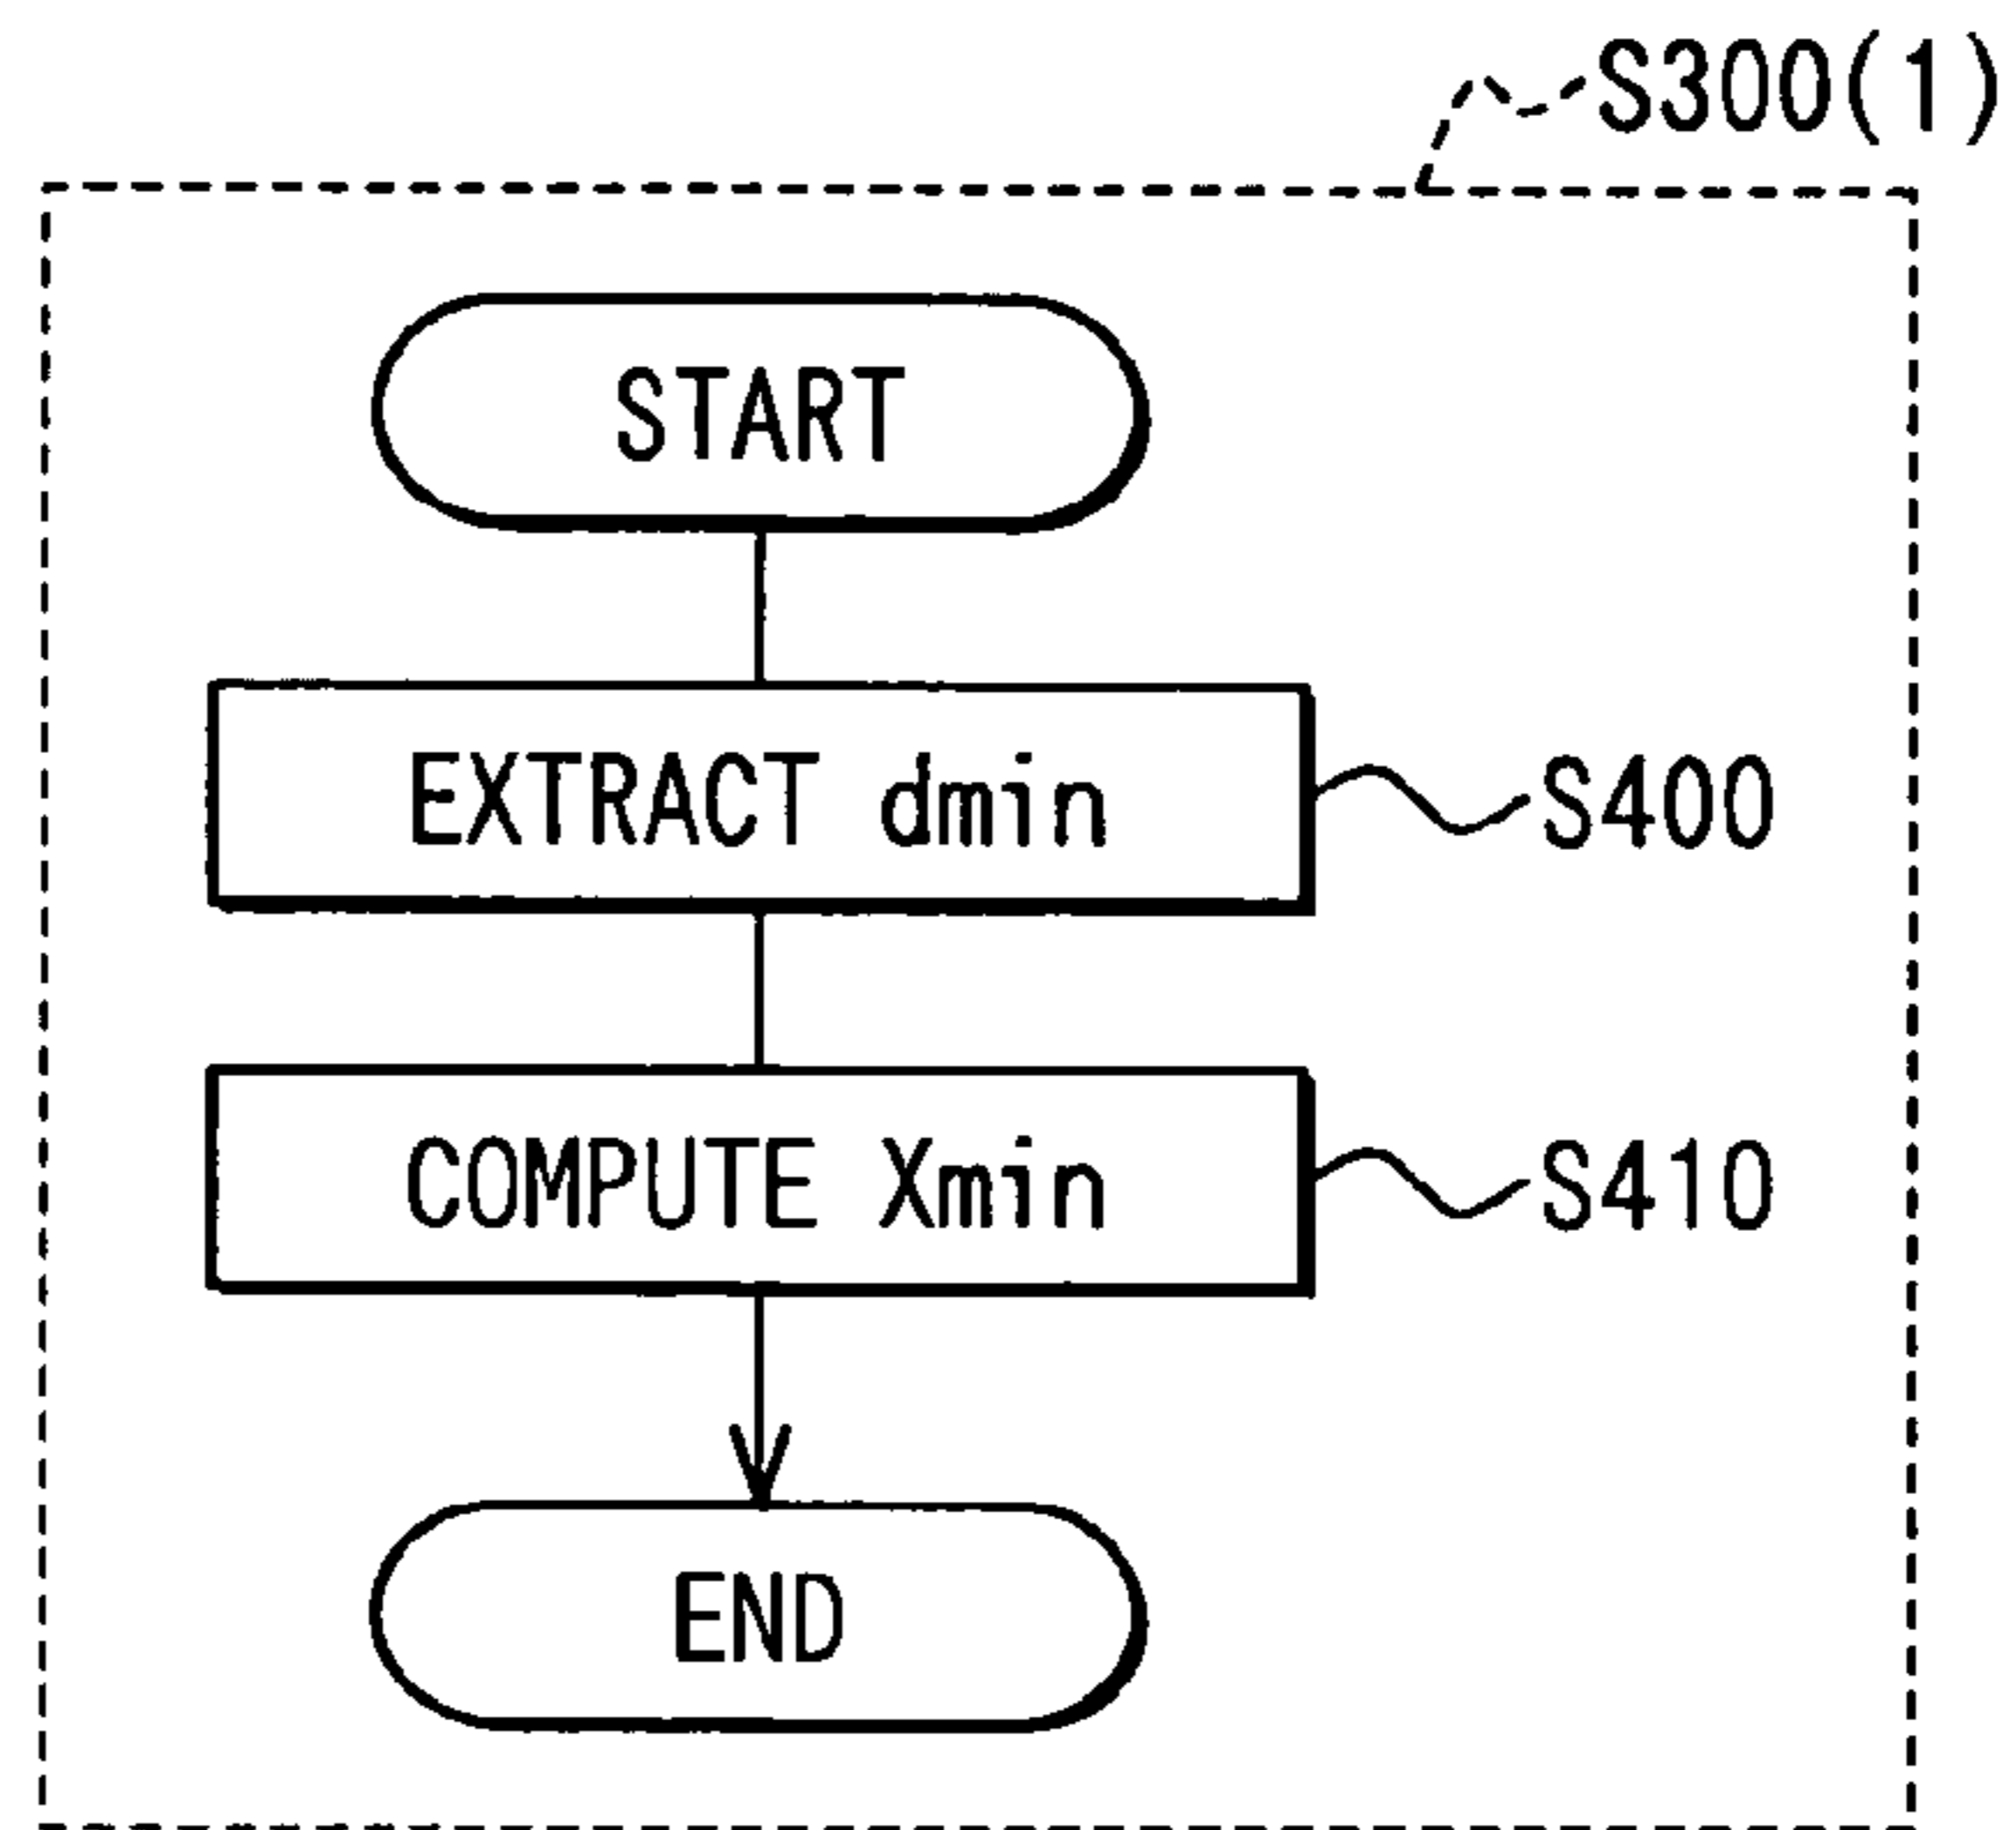 S300(1)
START
EXTRACT dmin
S400
COMPUTE Xmin
S410
END